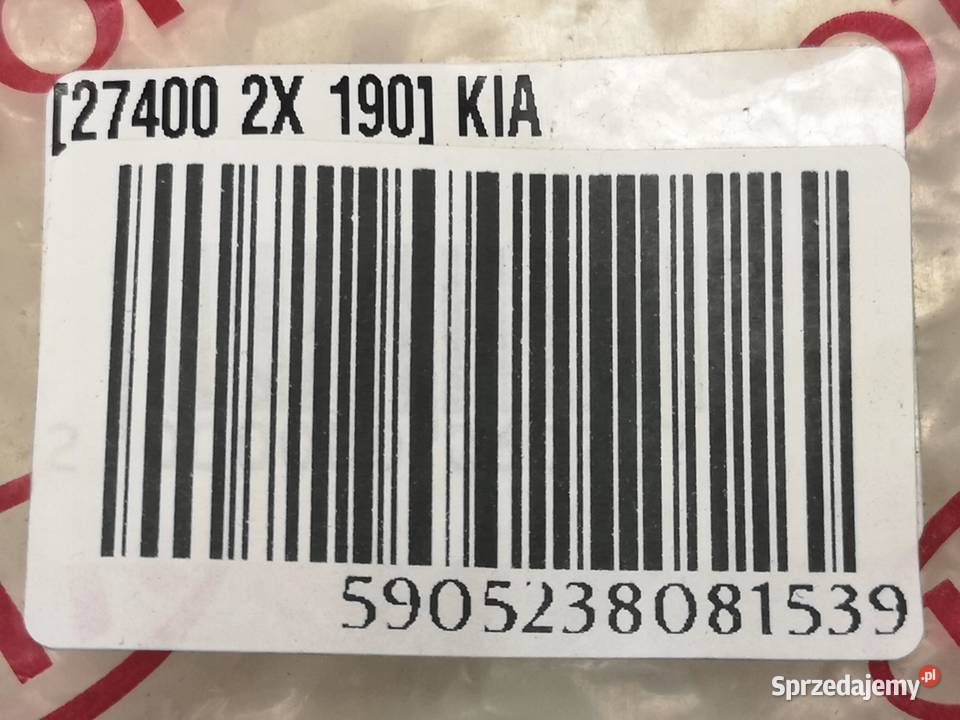 [27400 2X 190] KIA
5905238081539
Sprzedajemy.pl